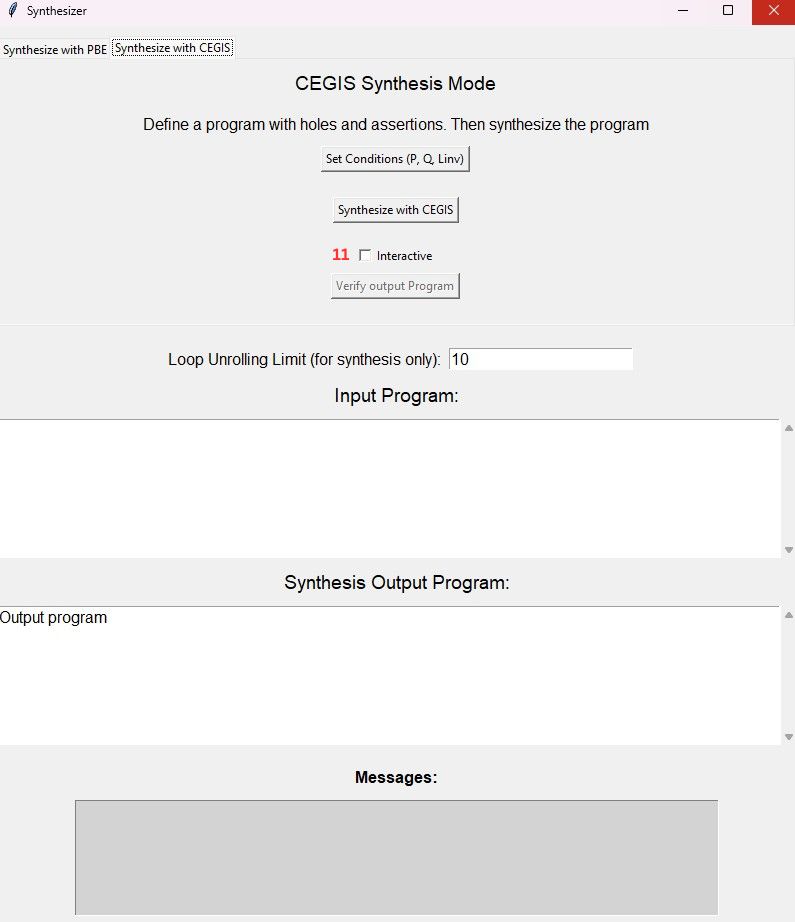 Synthesizer
Synthesize with PBE Synthesize with CEGIS
CEGIS Synthesis Mode
Define a program with holes and assertions. Then synthesize the program
Set Conditions (P, Q, Linv)
Synthesize with CEGIS
11 Interactive
Verify output Program
Loop Unrolling Limit (for synthesis only): 10
Input Program:
Synthesis Output Program:
Output program
Messages: